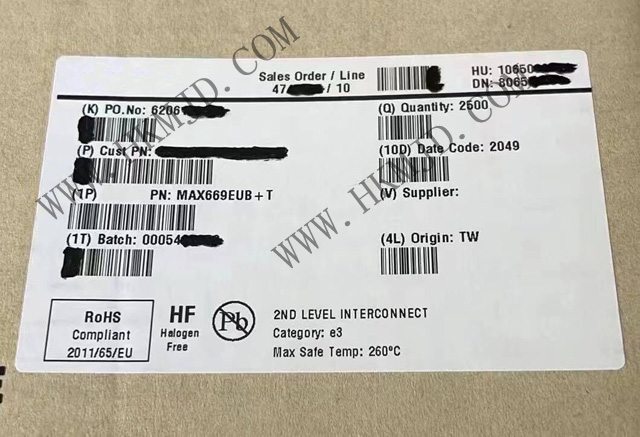 Sales Order / Line
47 / 10
HU: 10650
DN: 8065
(K) PO.No: 6206
(Q) Quantity: 2500
(P) Cust PN:
(10D) Date Code: 2049
(1P) PN: MAX669EUB+T
(V) Supplier:
(1T) Batch: 00054
(4L) Origin: TW
RoHS
Compliant
2011/65/EU
HF
Halogen
Free
Pb
2ND LEVEL INTERCONNECT
Category: e3
Max Safe Temp: 260ºC
WWW.HKMJD.COM
WWW.HKMJD.COM